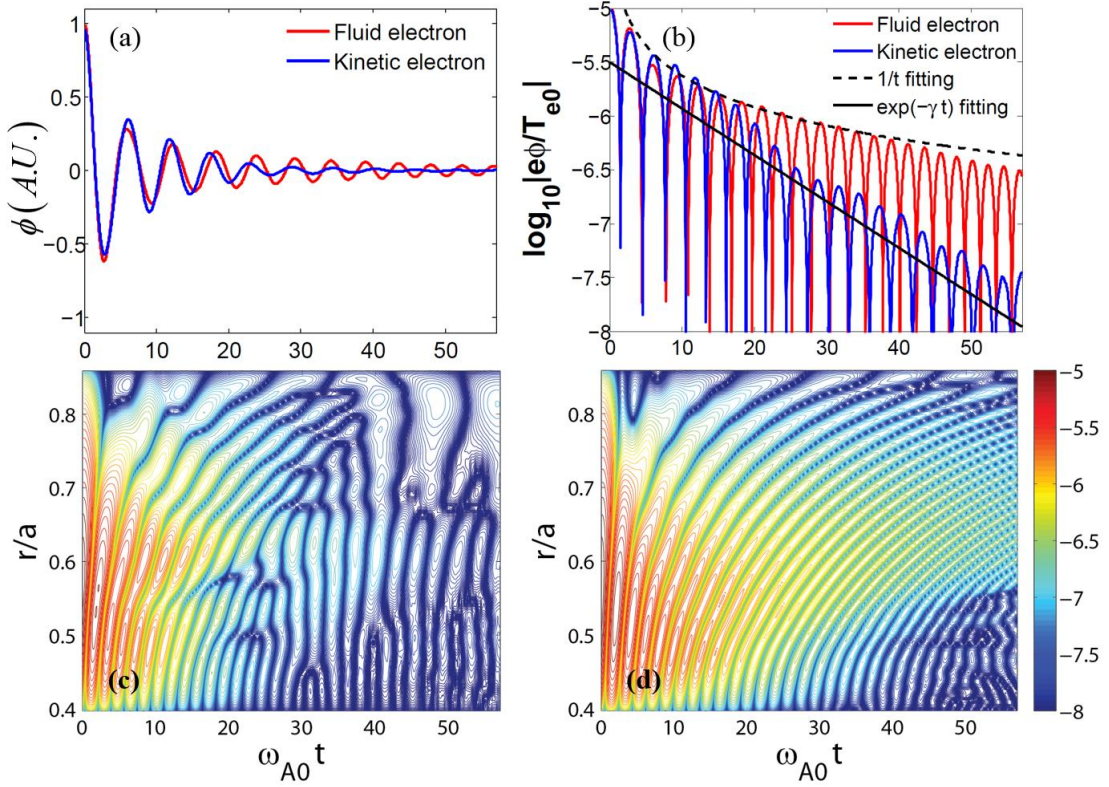 (a)
Fluid electron
Kinetic electron
ϕ(A.U.)
1
0.5
0
−0.5
−1
0 10 20 30 40 50
(b)
Fluid electron
Kinetic electron
1/t fitting
exp(−γ t) fitting
log10|eϕ/Te0|
−5
−5.5
−6
−6.5
−7
−7.5
−8
0 10 20 30 40 50
(c)
r/a
0.8
0.7
0.6
0.5
0.4
0 10 20 30 40 50
ωA0 t
(d)
r/a
0.8
0.7
0.6
0.5
0.4
0 10 20 30 40 50
ωA0 t
−5
−5.5
−6
−6.5
−7
−7.5
−8